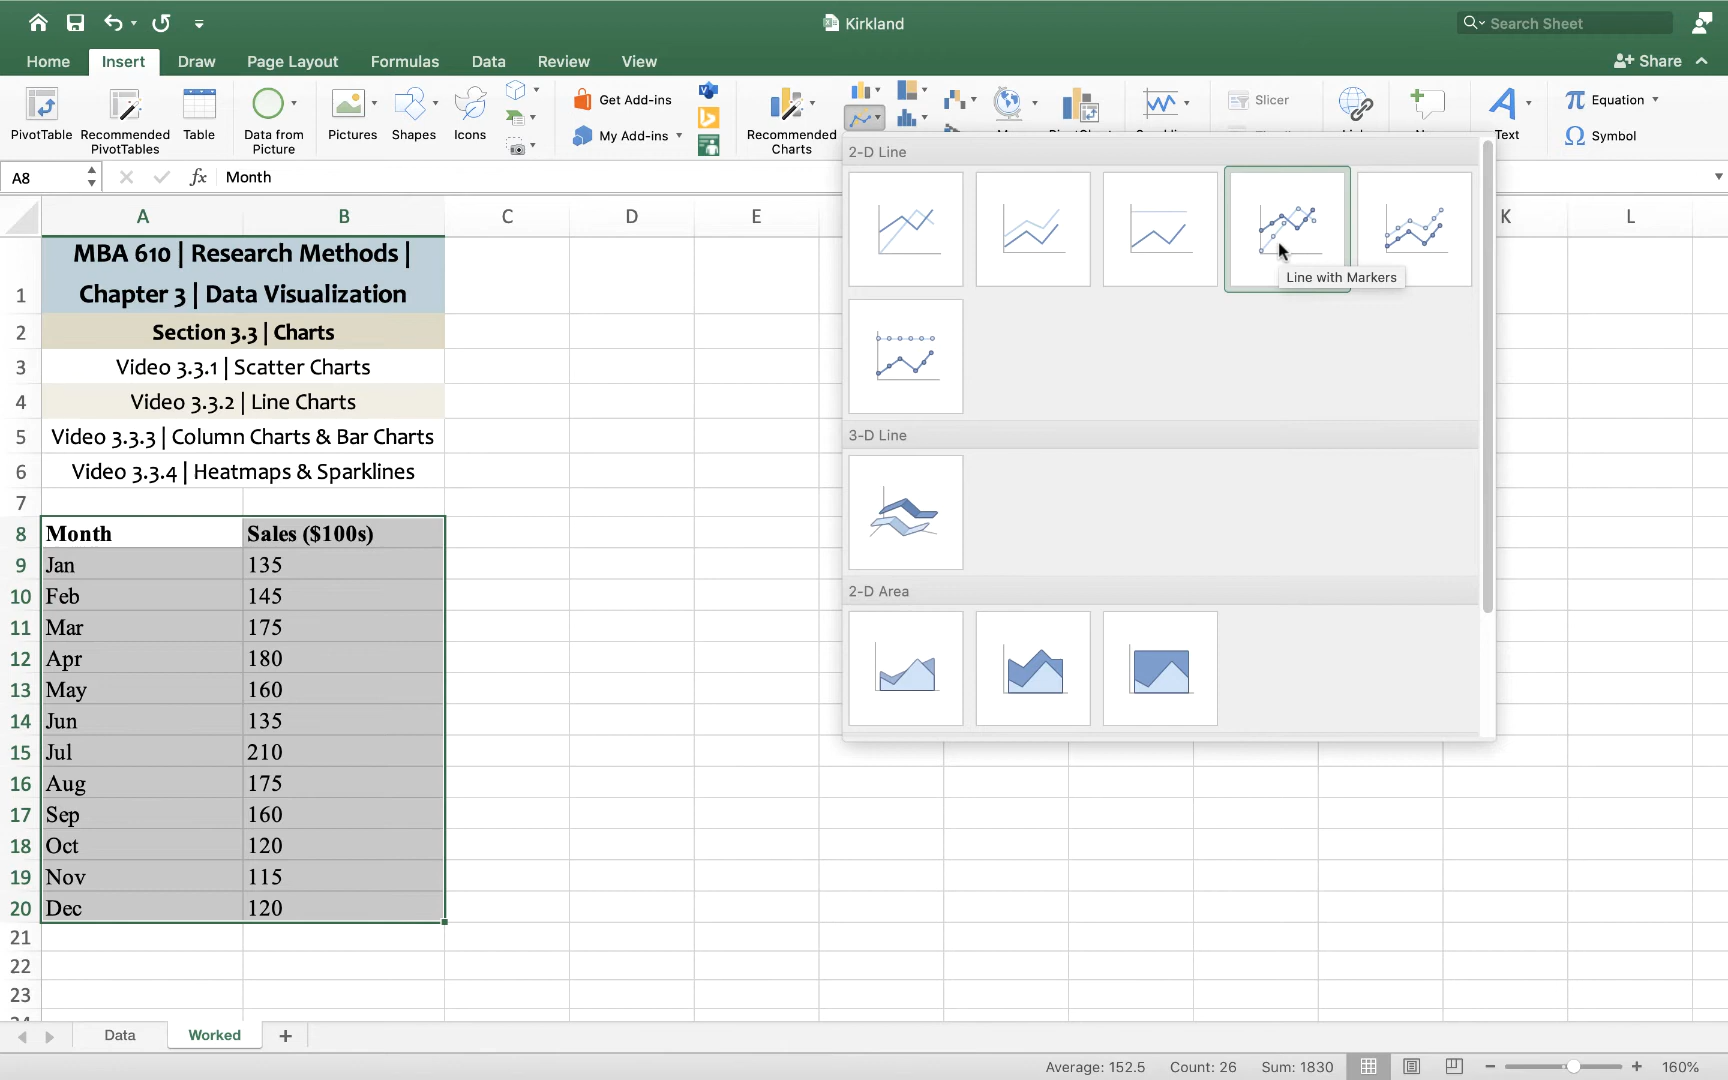 Kirkland
Search Sheet
Home Insert Draw Page Layout Formulas Data Review View
Share
PivotTable
Recommended
PivotTables
Table
Data from
Picture
Pictures
Shapes
Icons
Get Add-ins
My Add-ins
Recommended
Charts
Slicer
Text
Equation
Symbol
A8
fx
Month
2-D Line
Line with Markers
3-D Line
2-D Area
A B C D E K L
1 MBA 610 | Research Methods |
Chapter 3 | Data Visualization
2 Section 3.3 | Charts
3 Video 3.3.1 | Scatter Charts
4 Video 3.3.2 | Line Charts
5 Video 3.3.3 | Column Charts & Bar Charts
6 Video 3.3.4 | Heatmaps & Sparklines
7
8 Month Sales ($100s)
9 Jan 135
10 Feb 145
11 Mar 175
12 Apr 180
13 May 160
14 Jun 135
15 Jul 210
16 Aug 175
17 Sep 160
18 Oct 120
19 Nov 115
20 Dec 120
21
22
23
Data Worked
Average: 152.5 Count: 26 Sum: 1830 160%